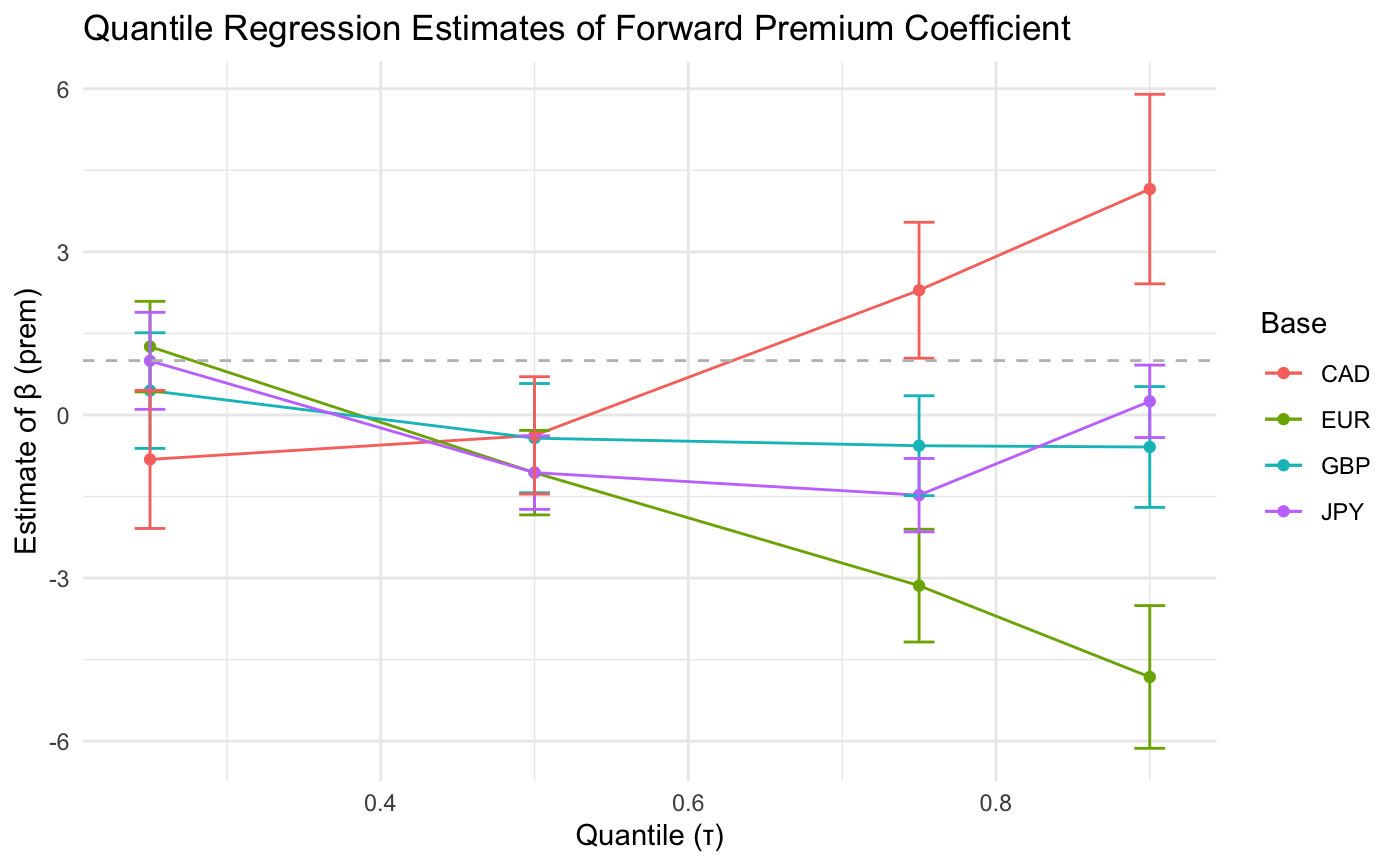 Quantile Regression Estimates of Forward Premium Coefficient
Estimate of β (prem)
6
3
0
-3
-6
0.4
0.6
0.8
Quantile (τ)
Base
CAD
EUR
GBP
JPY